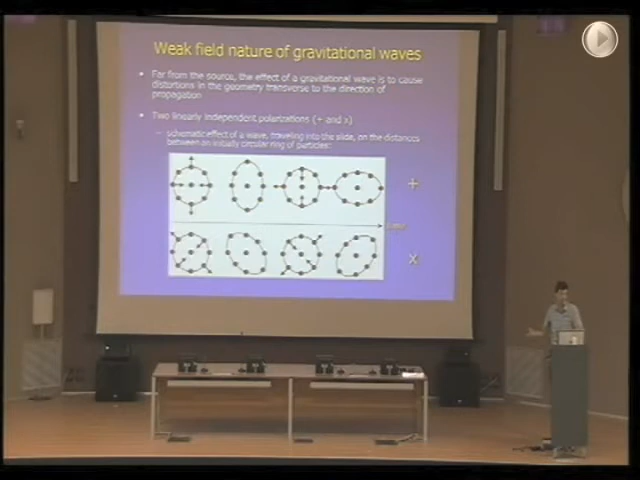 Weak field nature of gravitational waves
• Far from the source, the effect of a gravitational wave is to cause
distortions in the geometry transverse to the direction of
propagation
• Two linearly independent polarizations (+ and x)
– schematic effect of a wave, traveling into the slide, on the distances
between an initially circular ring of particles:
+
time
x